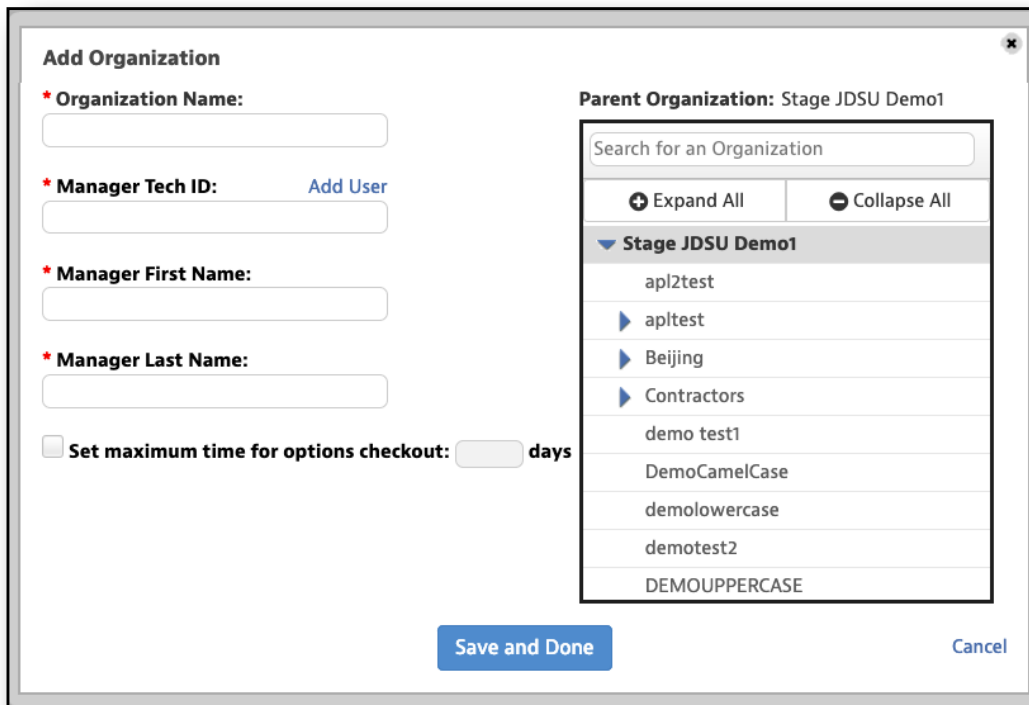 Add Organization
* Organization Name:
Parent Organization: Stage JDSU Demo1
Search for an Organization
* Manager Tech ID: Add User
Expand All Collapse All
Stage JDSU Demo1
* Manager First Name:
apl2test
apltest
* Manager Last Name:
Beijing
Contractors
demo test1
Set maximum time for options checkout: days
DemoCamelCase
demolowercase
demotest2
DEMOUPPERCASE
Save and Done
Cancel